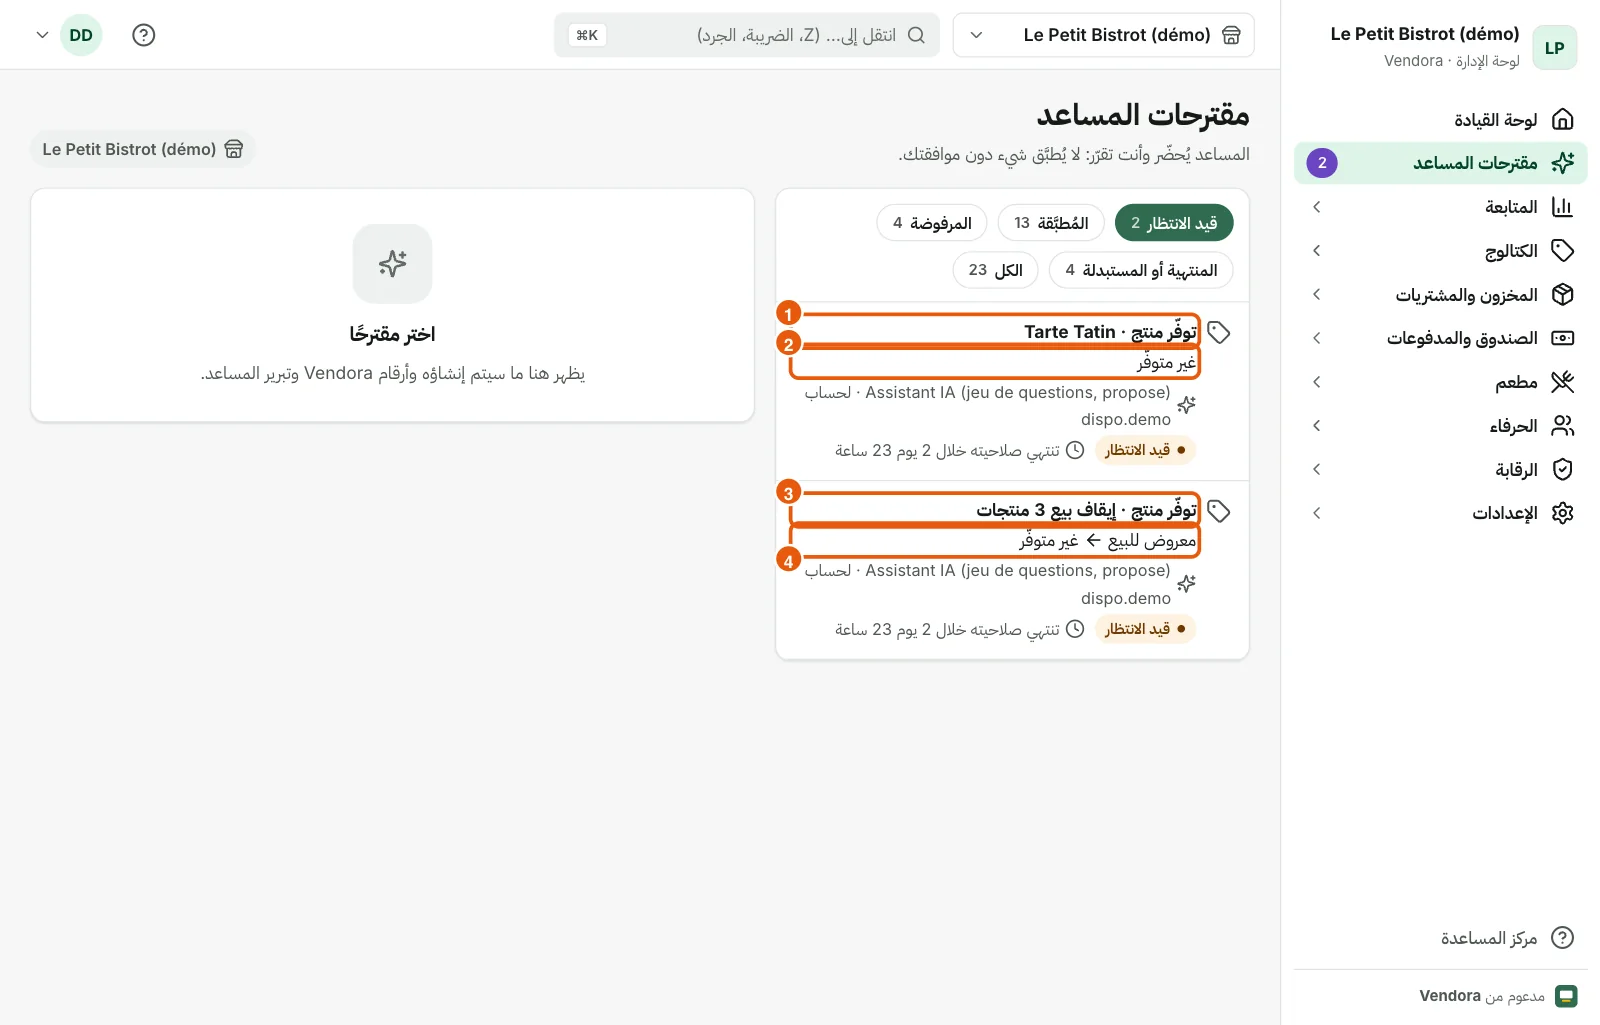 Le Petit Bistrot (démo)
LP
لوحة الإدارة · Vendora
لوحة القيادة
مقترحات المساعد
2
المتابعة
الكتالوج
المخزون والمشتريات
الصندوق والمدفوعات
مطعم
الحرفاء
الرقابة
الإعدادات
مركز المساعدة
مدعوم من Vendora
Le Petit Bistrot (démo)
انتقل إلى... (Z، الضريبة، الجرد)
⌘K
DD
مقترحات المساعد
المساعد يُحضّر وأنت تقرّر: لا يُطبَّق شيء دون موافقتك.
Le Petit Bistrot (démo)
قيد الانتظار 2
المُطبَّقة 13
المرفوضة 4
المنتهية أو المستبدلة 4
الكل 23
1
توفّر منتج · Tarte Tatin
2
غير متوفّر
Assistant IA (jeu de questions, propose) · لحساب
dispo.demo
قيد الانتظار
تنتهي صلاحيته خلال 2 يوم 23 ساعة
3
توفّر منتج · إيقاف بيع 3 منتجات
معروض للبيع ← غير متوفّر
4
Assistant IA (jeu de questions, propose) · لحساب
dispo.demo
قيد الانتظار
تنتهي صلاحيته خلال 2 يوم 23 ساعة
اختر مقترحًا
يظهر هنا ما سيتم إنشاؤه وأرقام Vendora وتبرير المساعد.